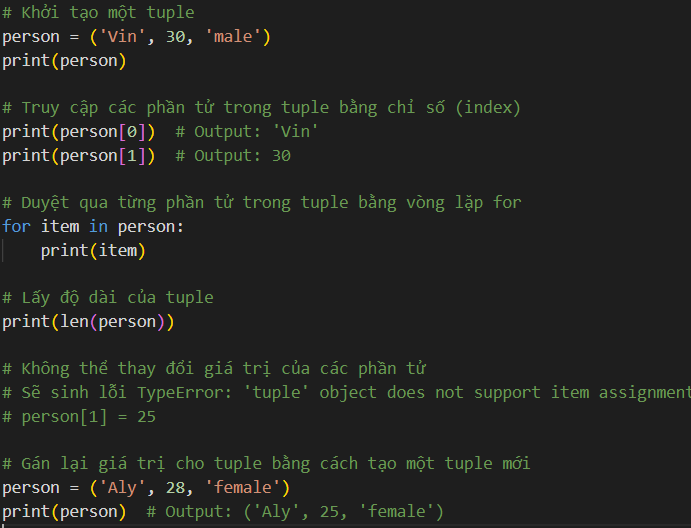 # Khởi tạo một tuple
person = ('Vin', 30, 'male')
print(person)
# Truy cập các phần tử trong tuple bằng chỉ số (index)
print(person[0])  # Output: 'Vin'
print(person[1])  # Output: 30
# Duyệt qua từng phần tử trong tuple bằng vòng lặp for
for item in person:
    print(item)
# Lấy độ dài của tuple
print(len(person))
# Không thể thay đổi giá trị của các phần tử
# Sẽ sinh lỗi TypeError: 'tuple' object does not support item assignment
# person[1] = 25
# Gán lại giá trị cho tuple bằng cách tạo một tuple mới
person = ('Aly', 28, 'female')
print(person)  # Output: ('Aly', 25, 'female')